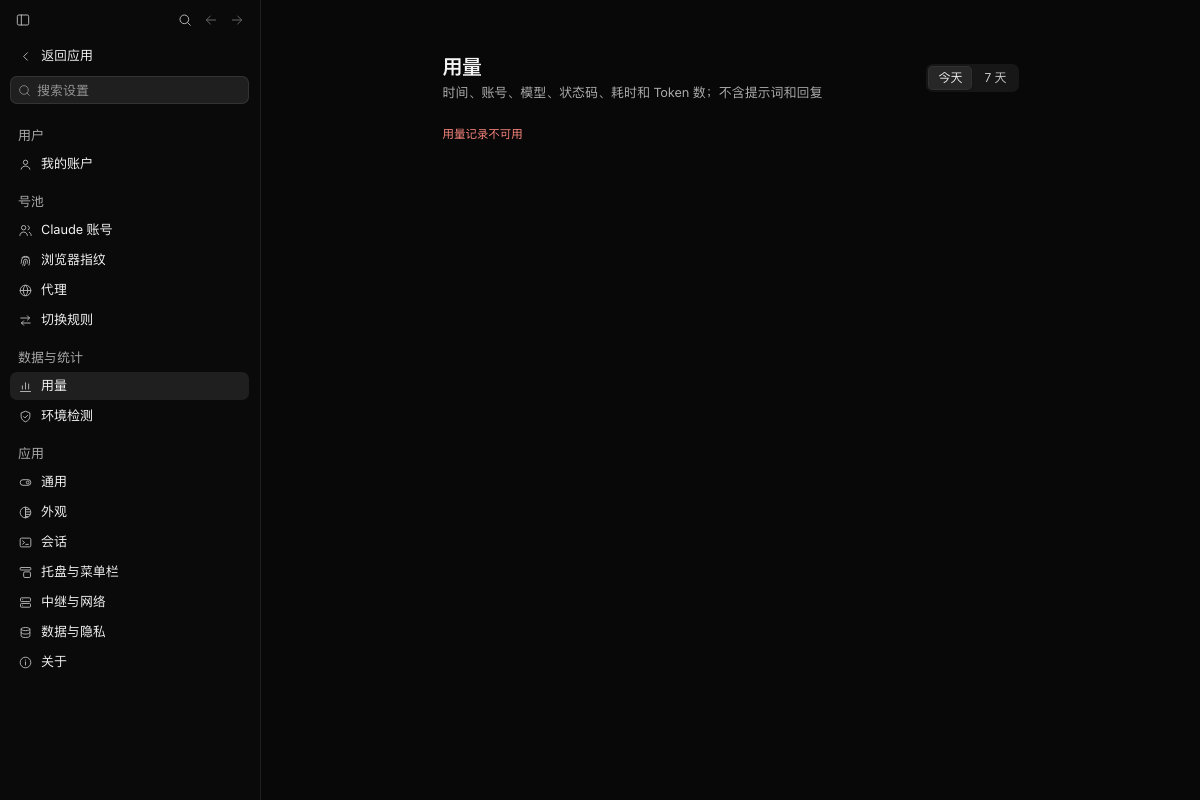 返回应用
搜索设置
用户
我的账户
号池
Claude 账号
浏览器指纹
代理
切换规则
数据与统计
用量
环境检测
应用
通用
外观
会话
托盘与菜单栏
中继与网络
数据与隐私
关于
用量
时间、账号、模型、状态码、耗时和 Token 数；不含提示词和回复
今天
7 天
用量记录不可用